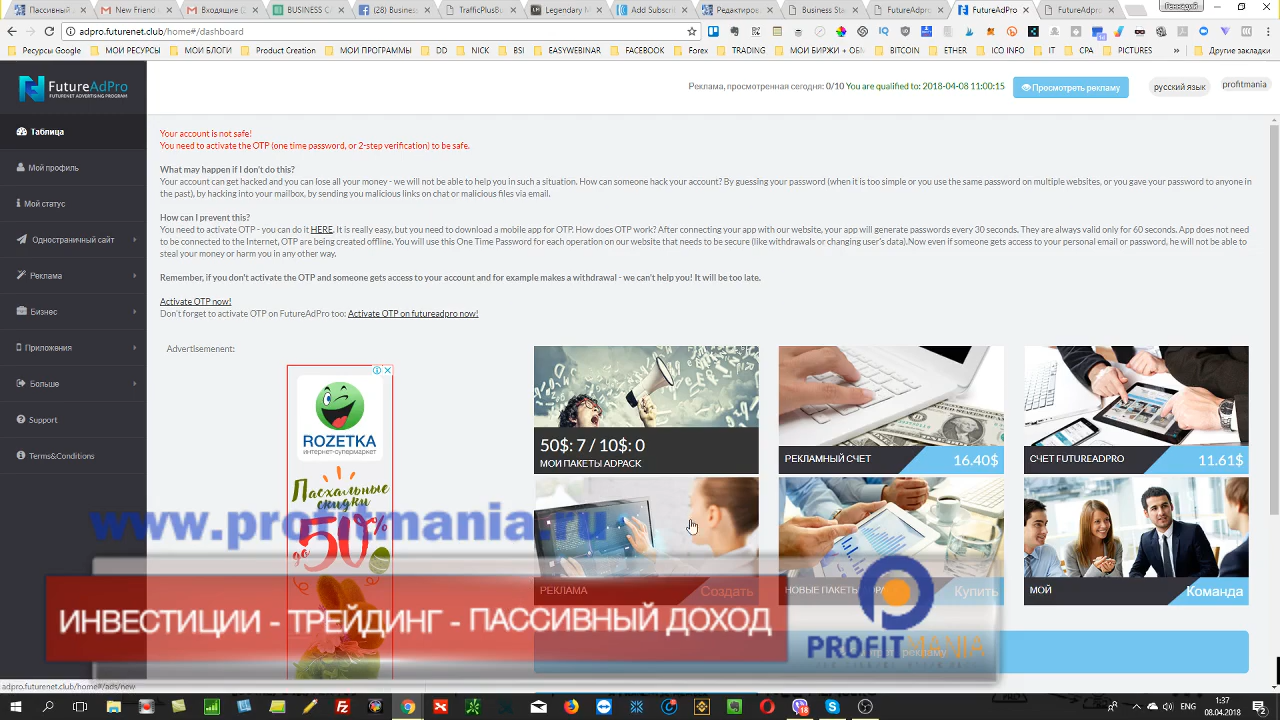 ПассивныЙ
New Friend
Входящие
BUSINESS C
Busines
TrafficPlusB
Legendary M
Add Subscri
Редактиров
Business Sta
FutureAdpr
FutureAdpr
FutureAdpro
adpro.futurenet.club/home#/dashboard
Ресурсы Google
МОИ РЕСУРСЫ
МОИ БЛОГИ
Product Creation
МОИ ПРОГРАМ
DD
NICK
BSI
EASYWEBINAR
FACEBOOK
Forex
TRADING
МОИ БИРЖИ + ОБМ
BITCOIN
ETHER
ICO INFO
IT
CPA
PICTURES
»
Другие закладки
FutureAdPro
FUTURENET ADVERTISING PROGRAM
Реклама, просмотренная сегодня: 0/10 You are qualified to: 2018-04-08 11:00:15
Просмотреть рекламу
русский язык
profitmania
Таблица
Мой профиль
Мой статус
Одностраничный сайт
Реклама
Бизнес
Приложения
Больше
Support
Terms&Conditions
Your account is not safe!
You need to activate the OTP (one time password, or 2-step verification) to be safe.
What may happen if I don't do this?
Your account can get hacked and you can lose all your money - we will not be able to help you in such a situation. How can someone hack your account? By guessing your password (when it is too simple or you use the same password on multiple websites, or you gave your password to anyone in
the past), by hacking into your mailbox, by sending you malicious links on chat or malicious files via email.
How can I prevent this?
You need to activate OTP - you can do it HERE. It is really easy, but you need to download a mobile app for OTP. How does OTP work? After connecting your app with our website, your app will generate passwords every 30 seconds. They are always valid only for 60 seconds. App does not need
to be connected to the Internet, OTP are being created offline. You will use this One Time Password for each operation on our website that needs to be secure (like withdrawals or changing user's data).Now even if someone gets access to your personal email or password, he will not be able to
steal your money or harm you in any other way.
Remember, if you don't activate the OTP and someone gets access to your account and for example makes a withdrawal - we can't help you! It will be too late.
Activate OTP now!
Don't forget to activate OTP on FutureAdPro too: Activate OTP on futureadpro now!
Advertisemenent:
ROZETKA
интернет-супермаркет
Пасхальные
скидки
до 50%
50$: 7 / 10$: 0
МОИ ПАКЕТЫ ADPACK
РЕКЛАМНЫЙ СЧЕТ
16.40$
СЧЕТ FUTUREADPRO
11.61$
РЕКЛАМА
Создать
НОВЫЕ ПАКЕТЫ
Купить
МОЙ
Команда
рекламу
www.profitmania.ru
ИНВЕСТИЦИИ - ТРЕЙДИНГ - ПАССИВНЫЙ ДОХОД
PROFITMANIA
adpro.futurenet.club/home#/ads/new
1:37
08.04.2018